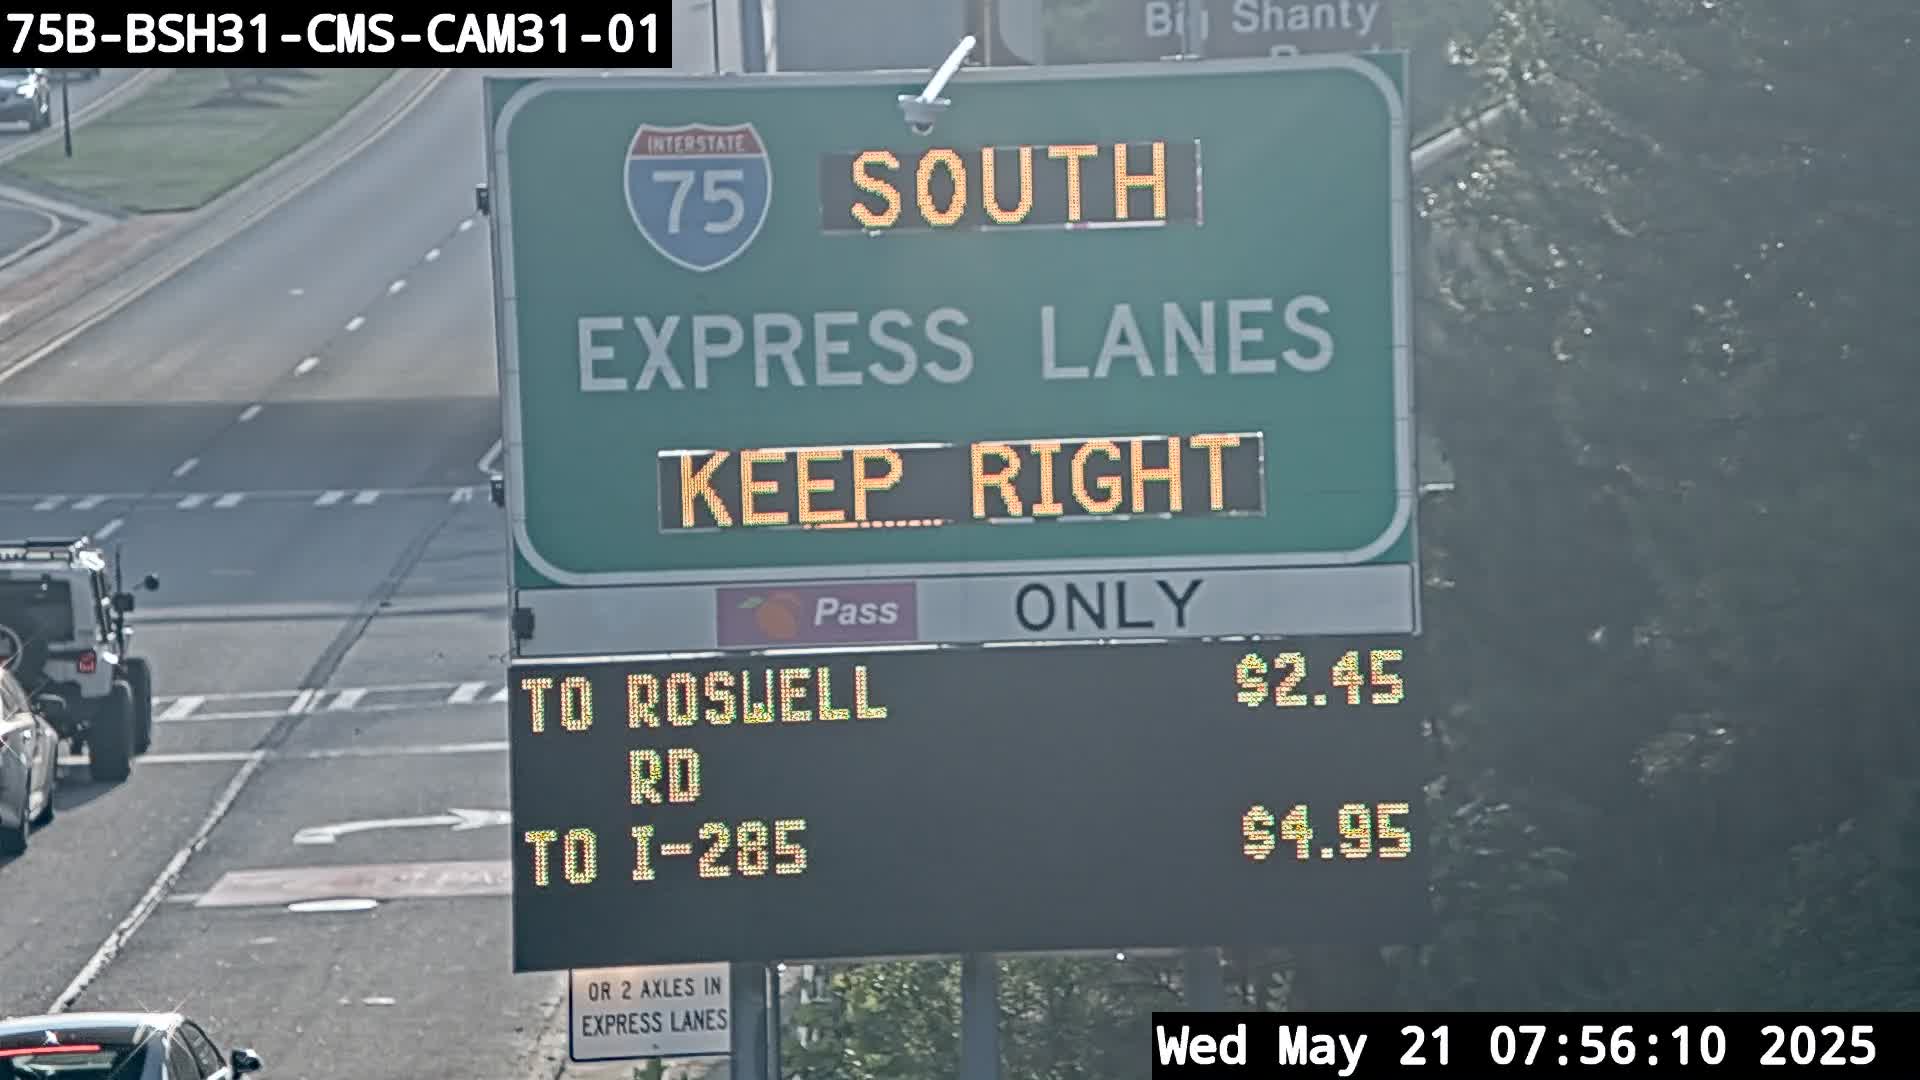 75B-BSH31-CMS-CAM31-01
Big Shanty
INTERSTATE
75
SOUTH
EXPRESS LANES
KEEP RIGHT
Pass
ONLY
TO ROSWELL $2.45
RD
TO I-285 $4.95
OR 2 AXLES IN
EXPRESS LANES
Wed May 21 07:56:10 2025